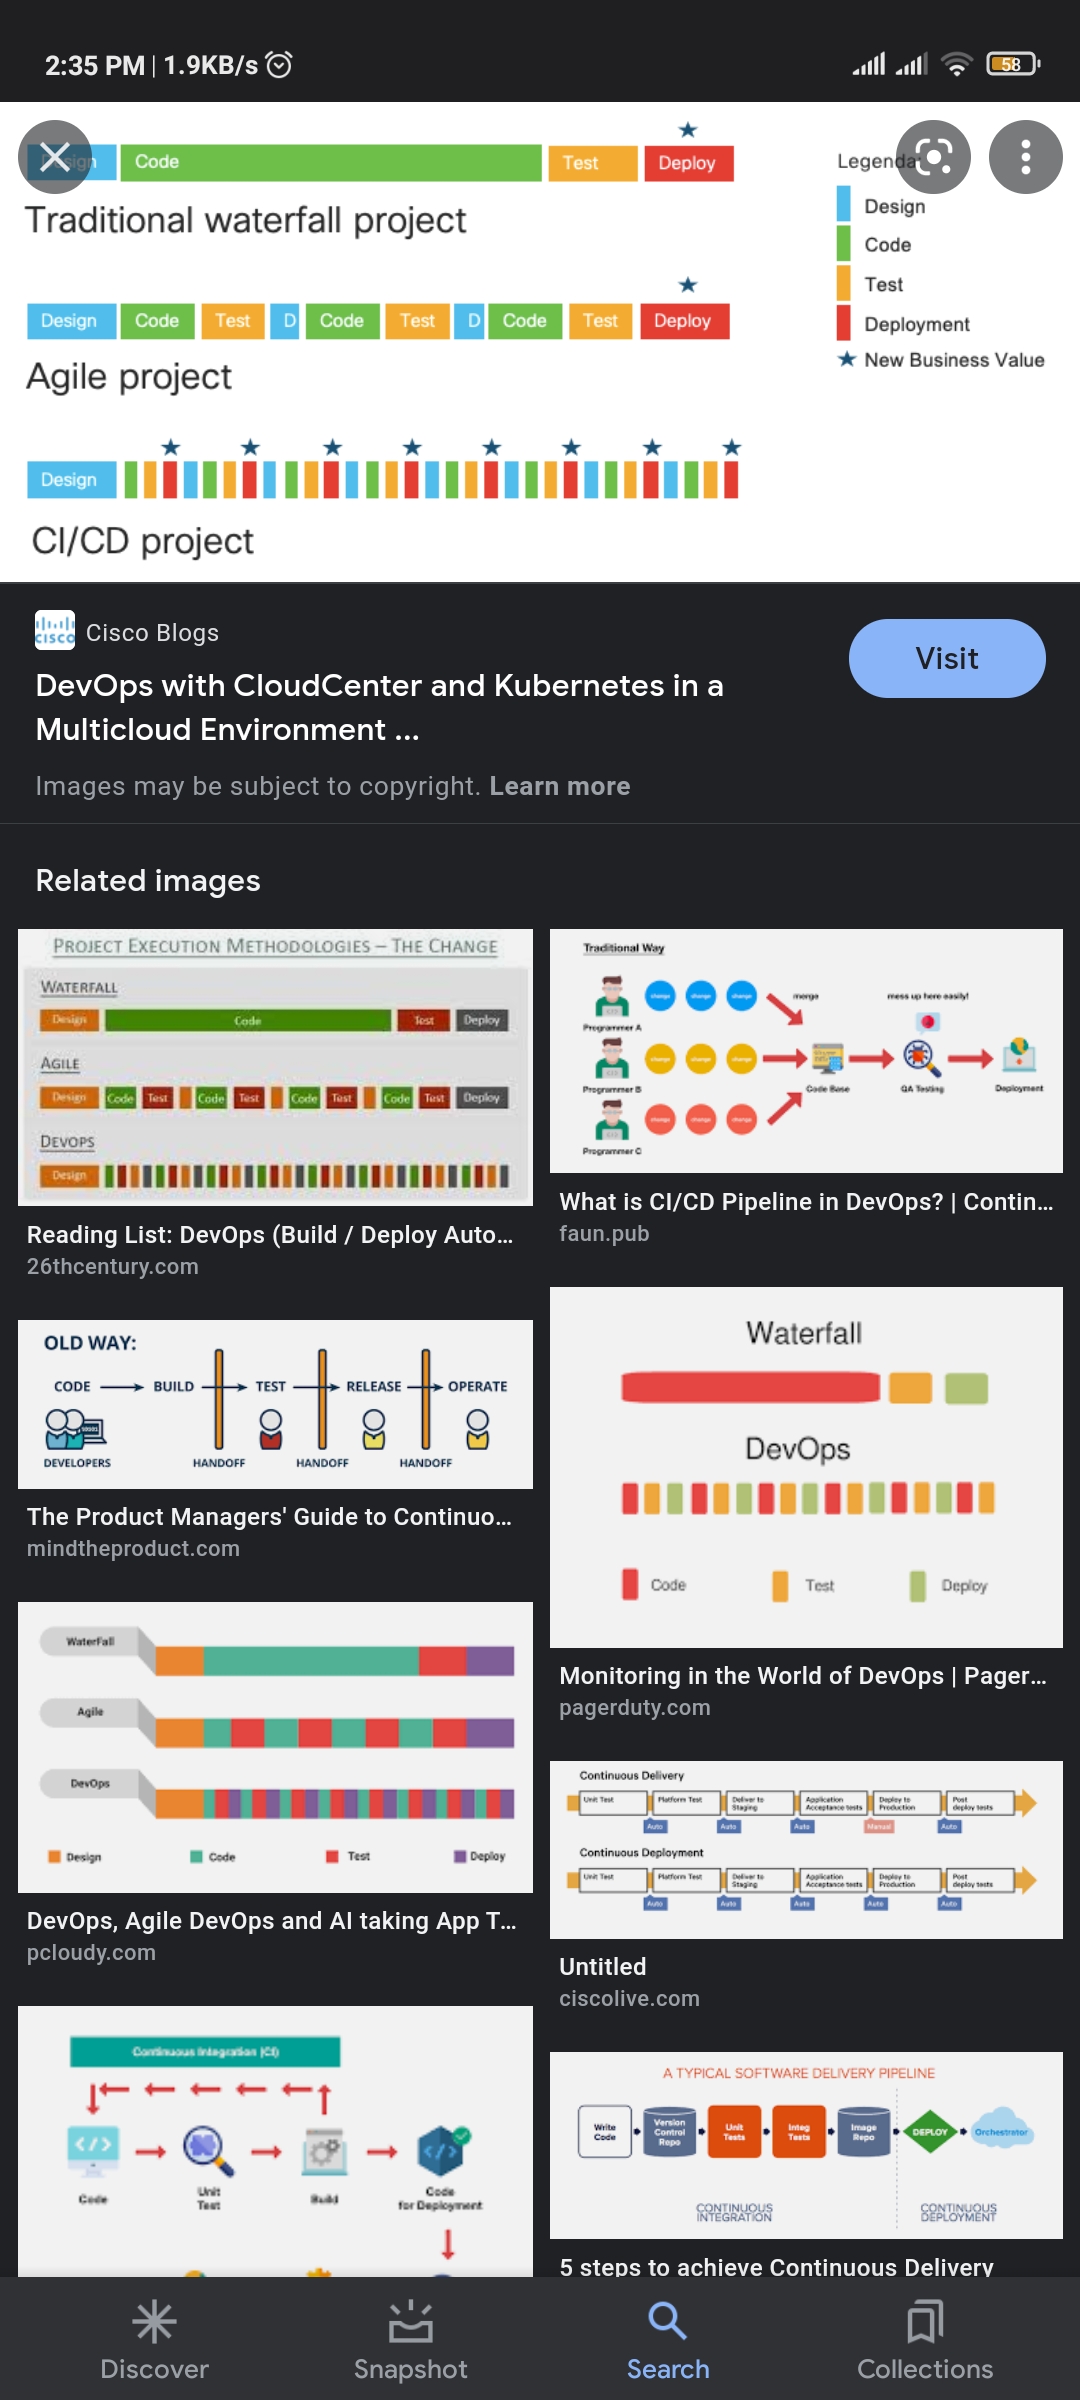 2:35 PM | 1.9KB/s
58
Code
Test
Deploy
Traditional waterfall project
Legenda
Design
Code
Test
Deployment
New Business Value
Design Code Test D Code Test D Code Test Deploy
Agile project
Design
CI/CD project
CISCO
Cisco Blogs
Visit
DevOps with CloudCenter and Kubernetes in a
Multicloud Environment ...
Images may be subject to copyright. Learn more
Related images
PROJECT EXECUTION METHODOLOGIES – THE CHANGE
WATERFALL
Design Code Test Deploy
AGILE
Design Code Test Code Test Code Test Code Test Deploy
DEVOPS
Design
Reading List: DevOps (Build / Deploy Auto...
26thcentury.com
Traditional Way
change change change
merge
mess up here easily!
Programmer A
change change change
Programmer B
Code Base
QA Testing
Deployment
change change change
Programmer C
What is CI/CD Pipeline in DevOps? | Contin...
faun.pub
OLD WAY:
CODE BUILD TEST RELEASE OPERATE
DEVELOPERS HANDOFF HANDOFF HANDOFF
The Product Managers' Guide to Continuo...
mindtheproduct.com
Waterfall
DevOps
Code Test Deploy
Monitoring in the World of DevOps | Pager...
pagerduty.com
WaterFall
Agile
DevOps
Design Code Test Deploy
DevOps, Agile DevOps and AI taking App T...
pcloudy.com
Continuous Delivery
Unit Test Platform Test Deliver to Staging Application Acceptance tests Deploy to Production Post deploy tests
Auto Auto Auto Manual Auto
Continuous Deployment
Unit Test Platform Test Deliver to Staging Application Acceptance tests Deploy to Production Post deploy tests
Auto Auto Auto Auto Auto
Untitled
ciscolive.com
Continuous Integration (CI)
Code
Unit
Test
Build
Code
for Deployment
A TYPICAL SOFTWARE DELIVERY PIPELINE
Write Code
Version Control Repo
Unit Tests
Integ Tests
Image Repo
DEPLOY
Orchestrator
CONTINUOUS INTEGRATION
CONTINUOUS DEPLOYMENT
5 steps to achieve Continuous Delivery
Discover
Snapshot
Search
Collections